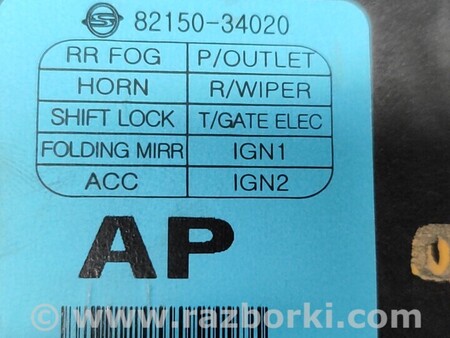 82150-34020
RR FOG P/OUTLET
HORN R/WIPER
SHIFT LOCK T/GATE ELEC
FOLDING MIRR IGN1
ACC IGN2
AP
© www.razborki.com